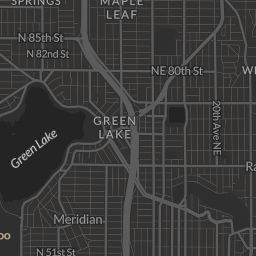 SPRINGS
MAPLE
LEAF
N 85th St
N 82nd St
NE 80th St
GREEN
LAKE
20th Ave NE
Green Lake
Meridian
N 51st St